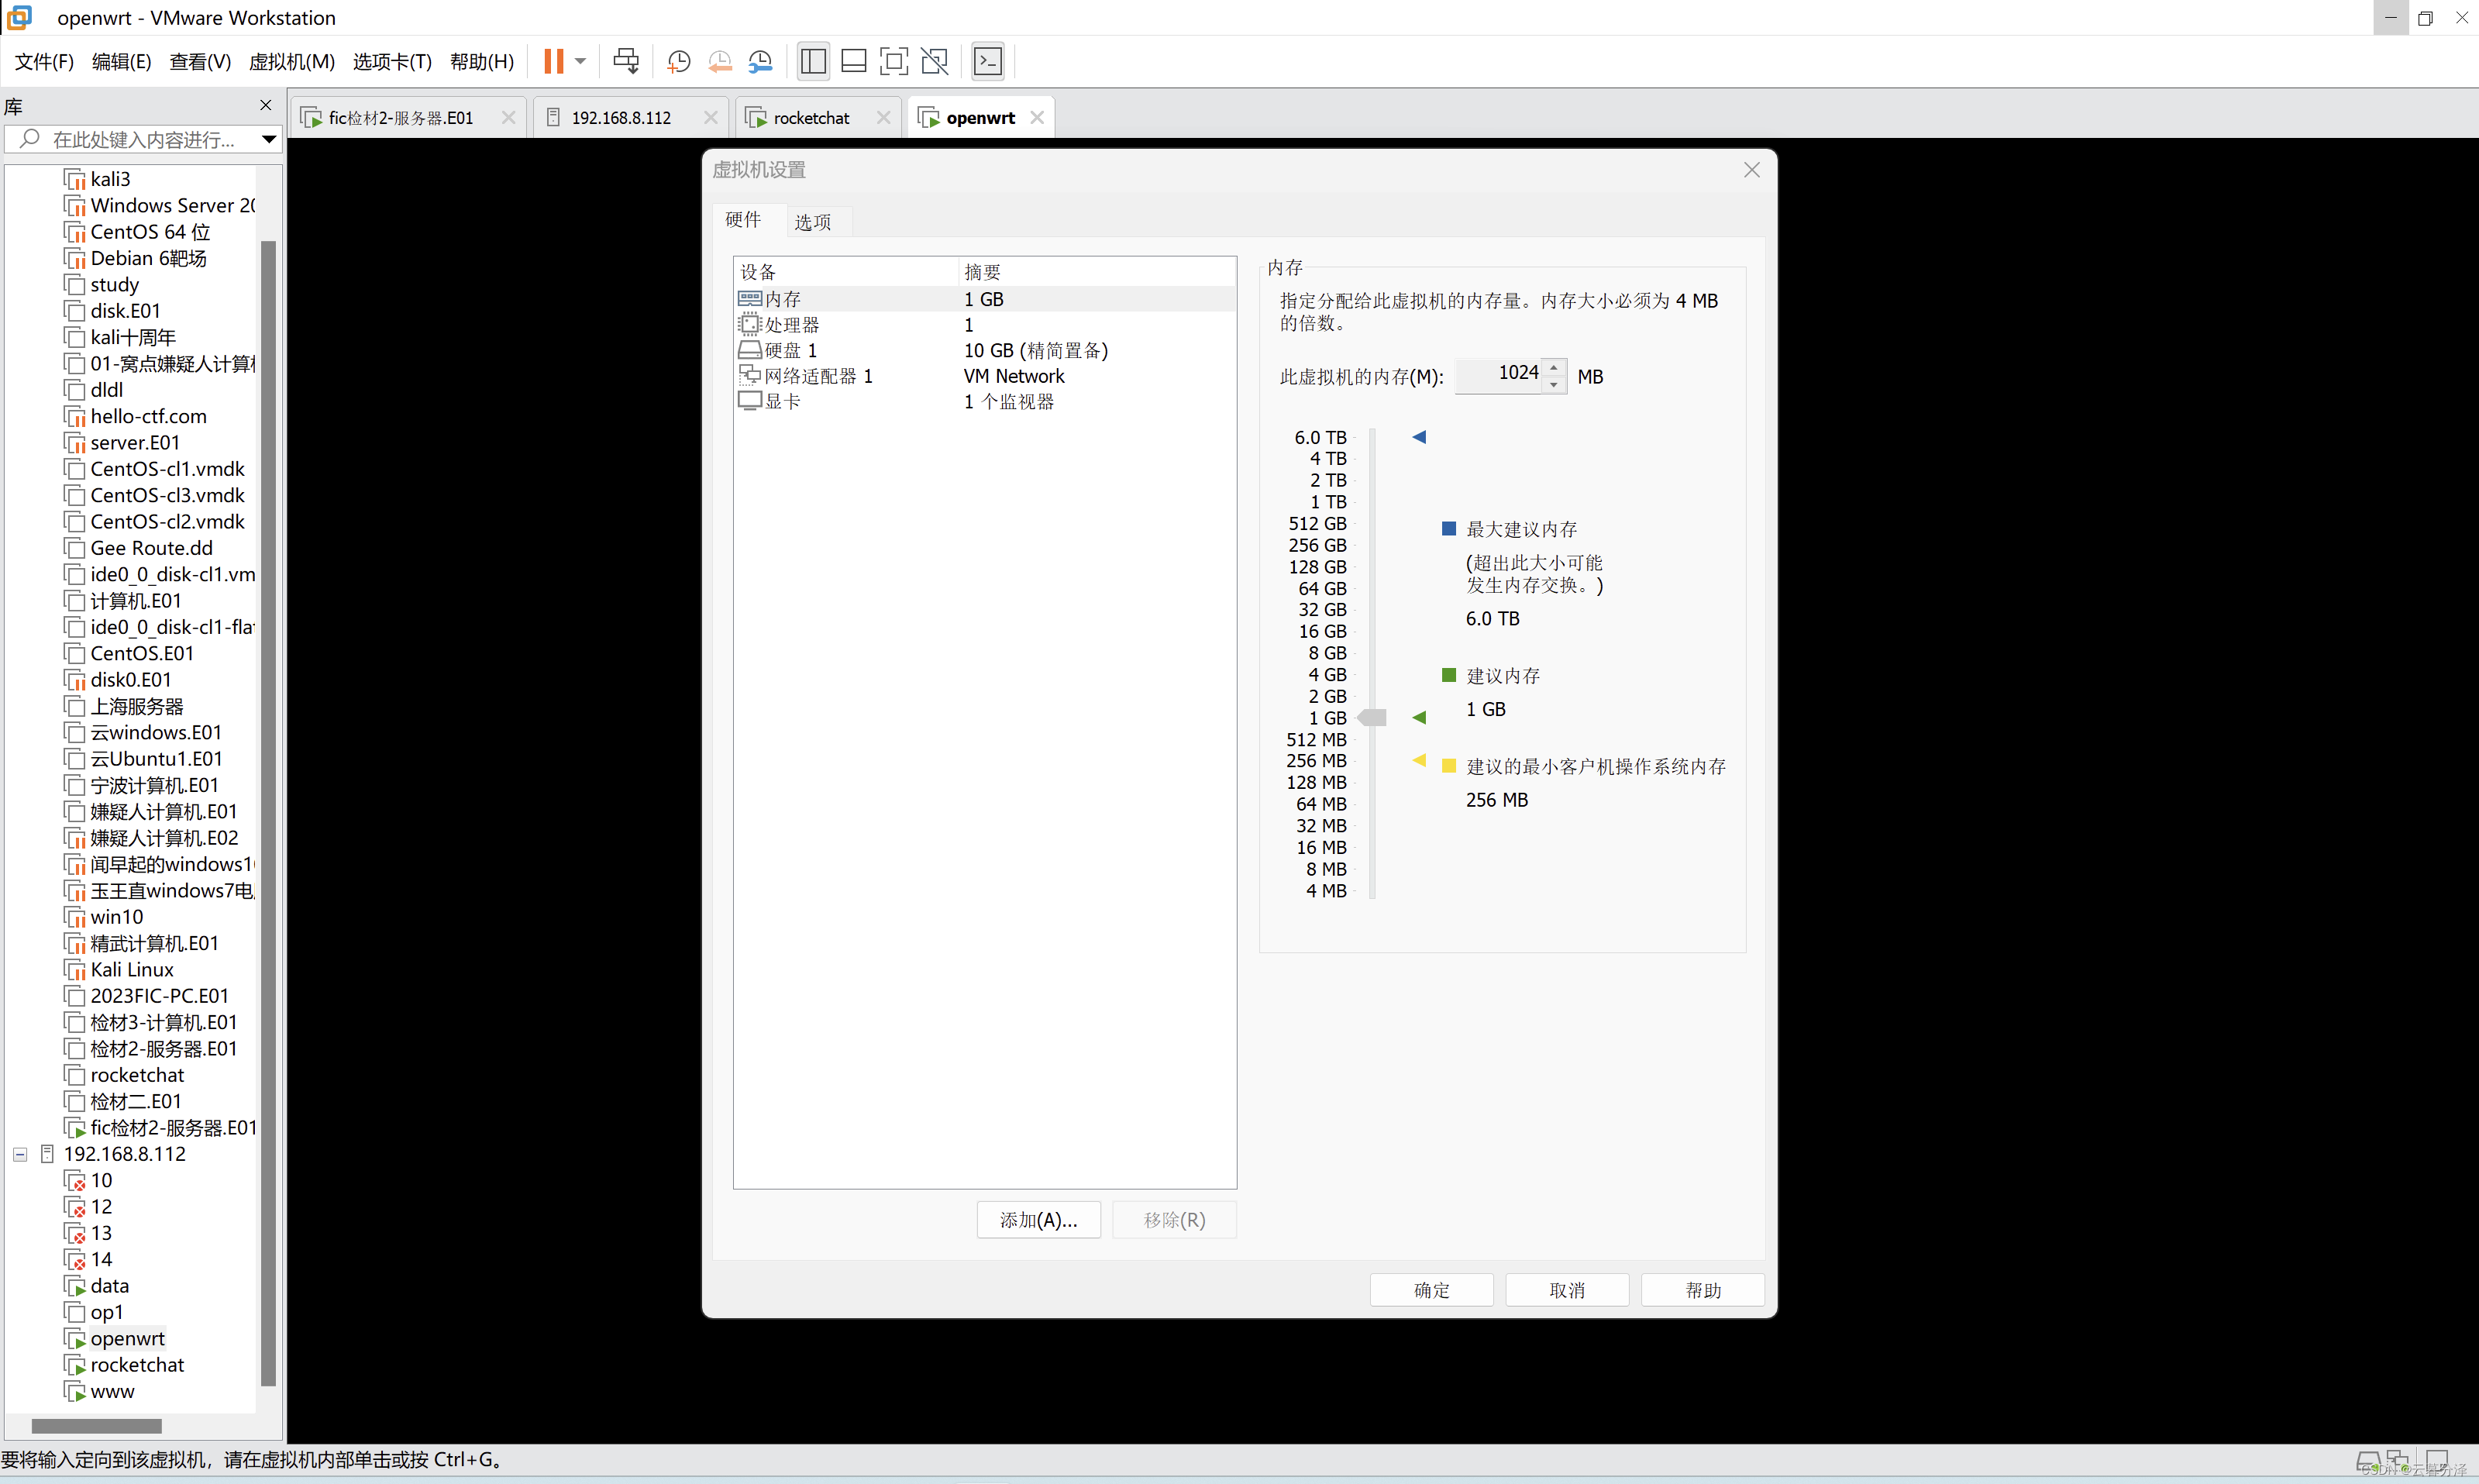 openwrt - VMware Workstation
文件(F) 编辑(E) 查看(V) 虚拟机(M) 选项卡(T) 帮助(H)
库
在此处键入内容进行...
kali3
Windows Server 20
CentOS 64 位
Debian 6靶场
study
disk.E01
kali十周年
01-窝点嫌疑人计算机
dldl
hello-ctf.com
server.E01
CentOS-cl1.vmdk
CentOS-cl3.vmdk
CentOS-cl2.vmdk
Gee Route.dd
ide0_0_disk-cl1.vm
计算机.E01
ide0_0_disk-cl1-flat
CentOS.E01
disk0.E01
上海服务器
云windows.E01
云Ubuntu1.E01
宁波计算机.E01
嫌疑人计算机.E01
嫌疑人计算机.E02
闻早起的windows10
玉王直windows7电脑
win10
精武计算机.E01
Kali Linux
2023FIC-PC.E01
检材3-计算机.E01
检材2-服务器.E01
rocketchat
检材二.E01
fic检材2-服务器.E01
192.168.8.112
10
12
13
14
data
op1
openwrt
rocketchat
www
fic检材2-服务器.E01 192.168.8.112 rocketchat openwrt
虚拟机设置
硬件 选项
设备 摘要
内存 1 GB
处理器 1
硬盘 1 10 GB (精简置备)
网络适配器 1 VM Network
显卡 1 个监视器
添加(A)... 移除(R)
内存
指定分配给此虚拟机的内存量。内存大小必须为 4 MB
的倍数。
此虚拟机的内存(M): 1024 MB
6.0 TB
4 TB
2 TB
1 TB
512 GB
256 GB
128 GB
64 GB
32 GB
16 GB
8 GB
4 GB
2 GB
1 GB
512 MB
256 MB
128 MB
64 MB
32 MB
16 MB
8 MB
4 MB
最大建议内存
(超出此大小可能
发生内存交换。)
6.0 TB
建议内存
1 GB
建议的最小客户机操作系统内存
256 MB
确定 取消 帮助
要将输入定向到该虚拟机，请在虚拟机内部单击或按 Ctrl+G。
CSDN @云暮汐泽